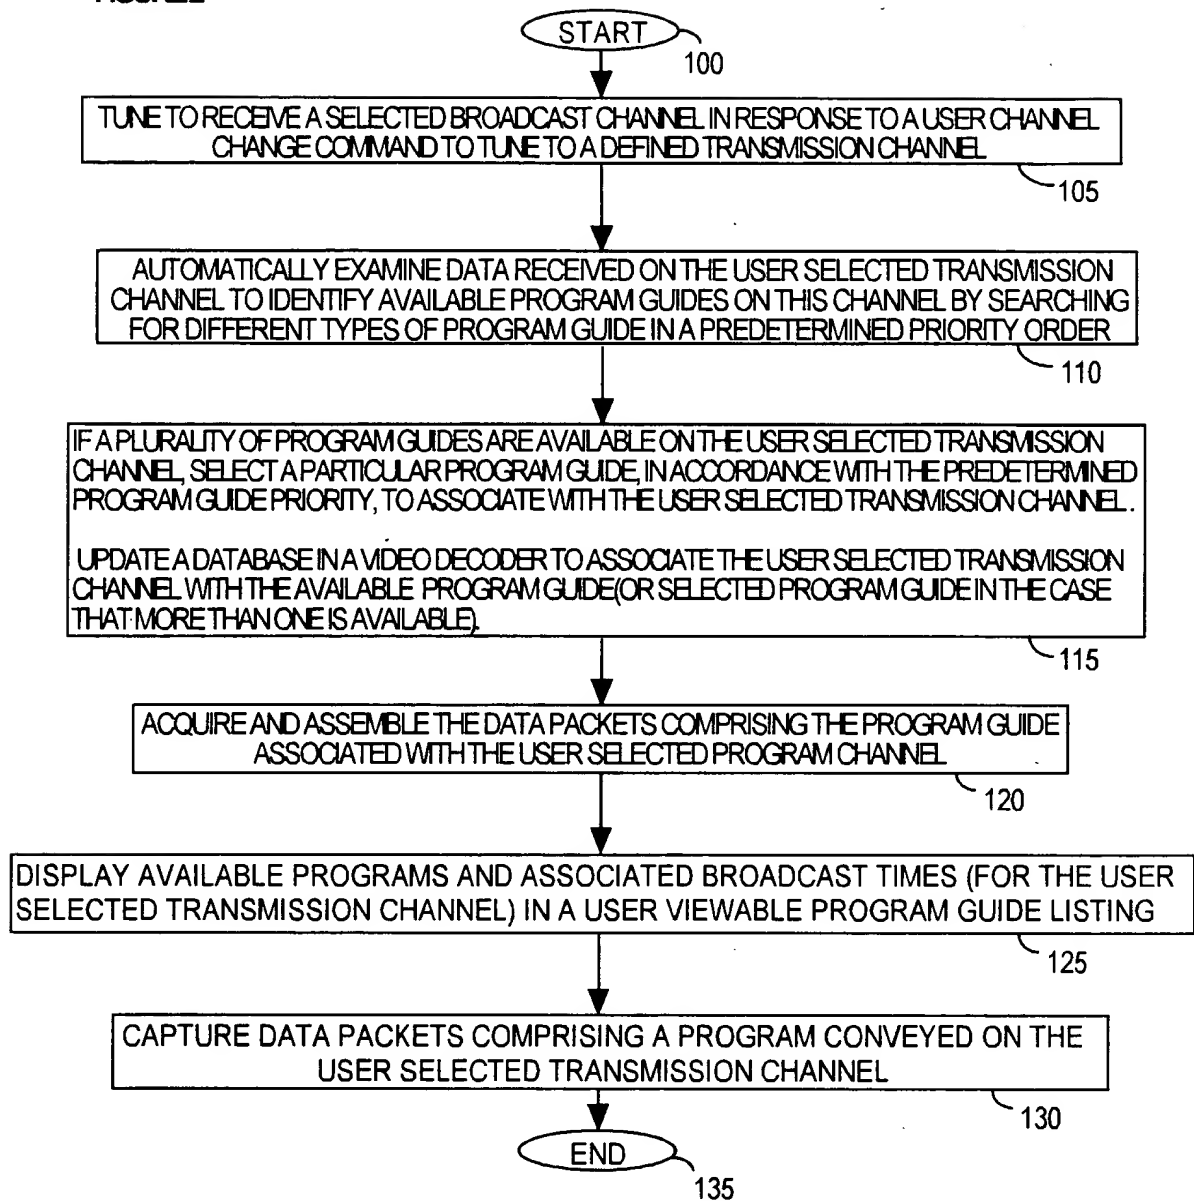 START
100
TUNE TO RECEIVE A SELECTED BROADCAST CHANNEL IN RESPONSE TO A USER CHANNEL
CHANGE COMMAND TO TUNE TO A DEFINED TRANSMISSION CHANNEL
105
AUTOMATICALLY EXAMINE DATA RECEIVED ON THE USER SELECTED TRANSMISSION
CHANNEL TO IDENTIFY AVAILABLE PROGRAM GUIDES ON THIS CHANNEL BY SEARCHING
FOR DIFFERENT TYPES OF PROGRAM GUIDE IN A PREDETERMINED PRIORITY ORDER
110
IF A PLURALITY OF PROGRAM GUIDES ARE AVAILABLE ON THE USER SELECTED TRANSMISSION
CHANNEL, SELECT A PARTICULAR PROGRAM GUIDE, IN ACCORDANCE WITH THE PREDETERMINED
PROGRAM GUIDE PRIORITY, TO ASSOCIATE WITH THE USER SELECTED TRANSMISSION CHANNEL.
UPDATE A DATABASE IN A VIDEO DECODER TO ASSOCIATE THE USER SELECTED TRANSMISSION
CHANNEL WITH THE AVAILABLE PROGRAM GUIDE (OR SELECTED PROGRAM GUIDE IN THE CASE
THAT MORE THAN ONE IS AVAILABLE).
115
ACQUIRE AND ASSEMBLE THE DATA PACKETS COMPRISING THE PROGRAM GUIDE
ASSOCIATED WITH THE USER SELECTED PROGRAM CHANNEL
120
DISPLAY AVAILABLE PROGRAMS AND ASSOCIATED BROADCAST TIMES (FOR THE USER
SELECTED TRANSMISSION CHANNEL) IN A USER VIEWABLE PROGRAM GUIDE LISTING
125
CAPTURE DATA PACKETS COMPRISING A PROGRAM CONVEYED ON THE
USER SELECTED TRANSMISSION CHANNEL
130
END
135